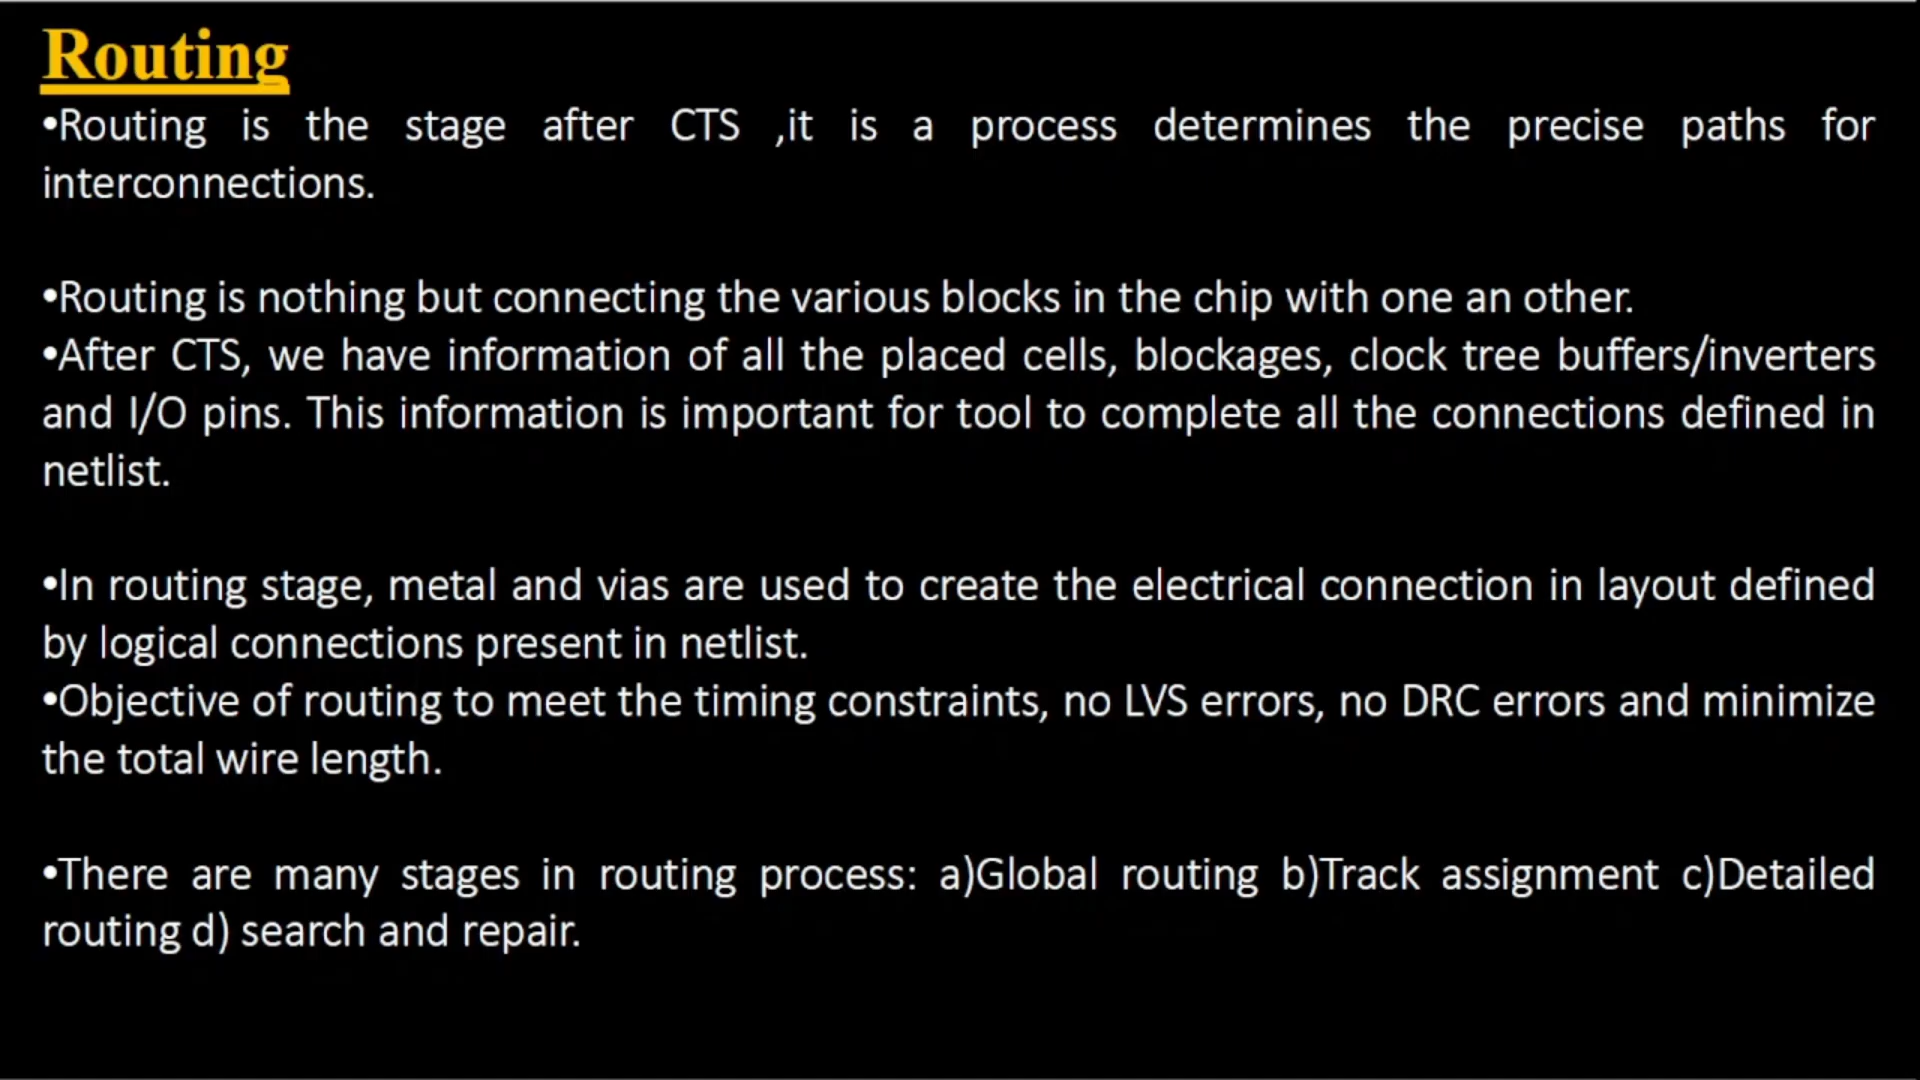 Routing
•Routing is the stage after CTS ,it is a process determines the precise paths for
interconnections.
•Routing is nothing but connecting the various blocks in the chip with one an other.
•After CTS, we have information of all the placed cells, blockages, clock tree buffers/inverters
and I/O pins. This information is important for tool to complete all the connections defined in
netlist.
•In routing stage, metal and vias are used to create the electrical connection in layout defined
by logical connections present in netlist.
•Objective of routing to meet the timing constraints, no LVS errors, no DRC errors and minimize
the total wire length.
•There are many stages in routing process: a)Global routing b)Track assignment c)Detailed
routing d) search and repair.